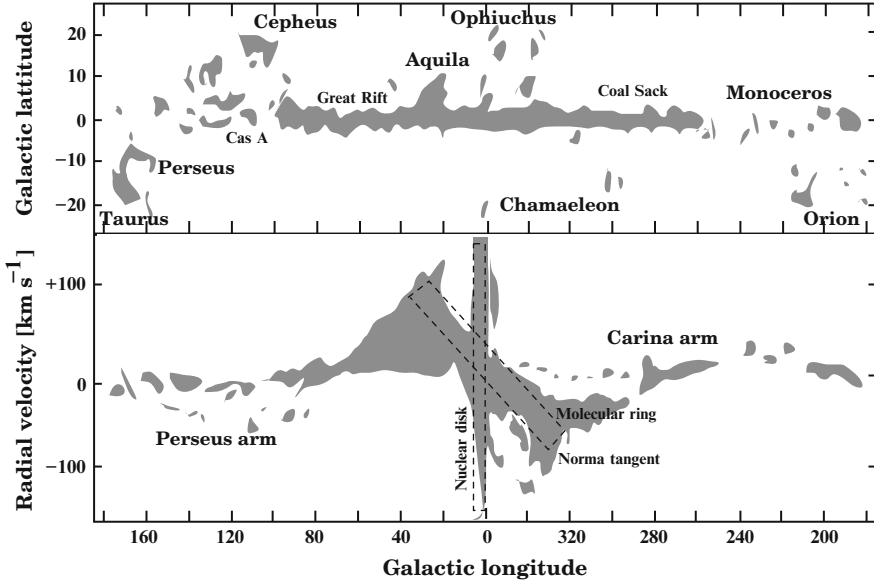 Galactic lattitude
20
10
0
−10
−20
Cepheus
Ophiuchus
Aquila
Great Rift
Coal Sack
Monoceros
Cas A
Perseus
Taurus
Chamaeleon
Orion
Radial velocity [km s −1]
+100
0
−100
Carina arm
Perseus arm
Nuclear disk
Molecular ring
Norma tangent
160 120 80 40 0 320 280 240 200
Galactic longitude